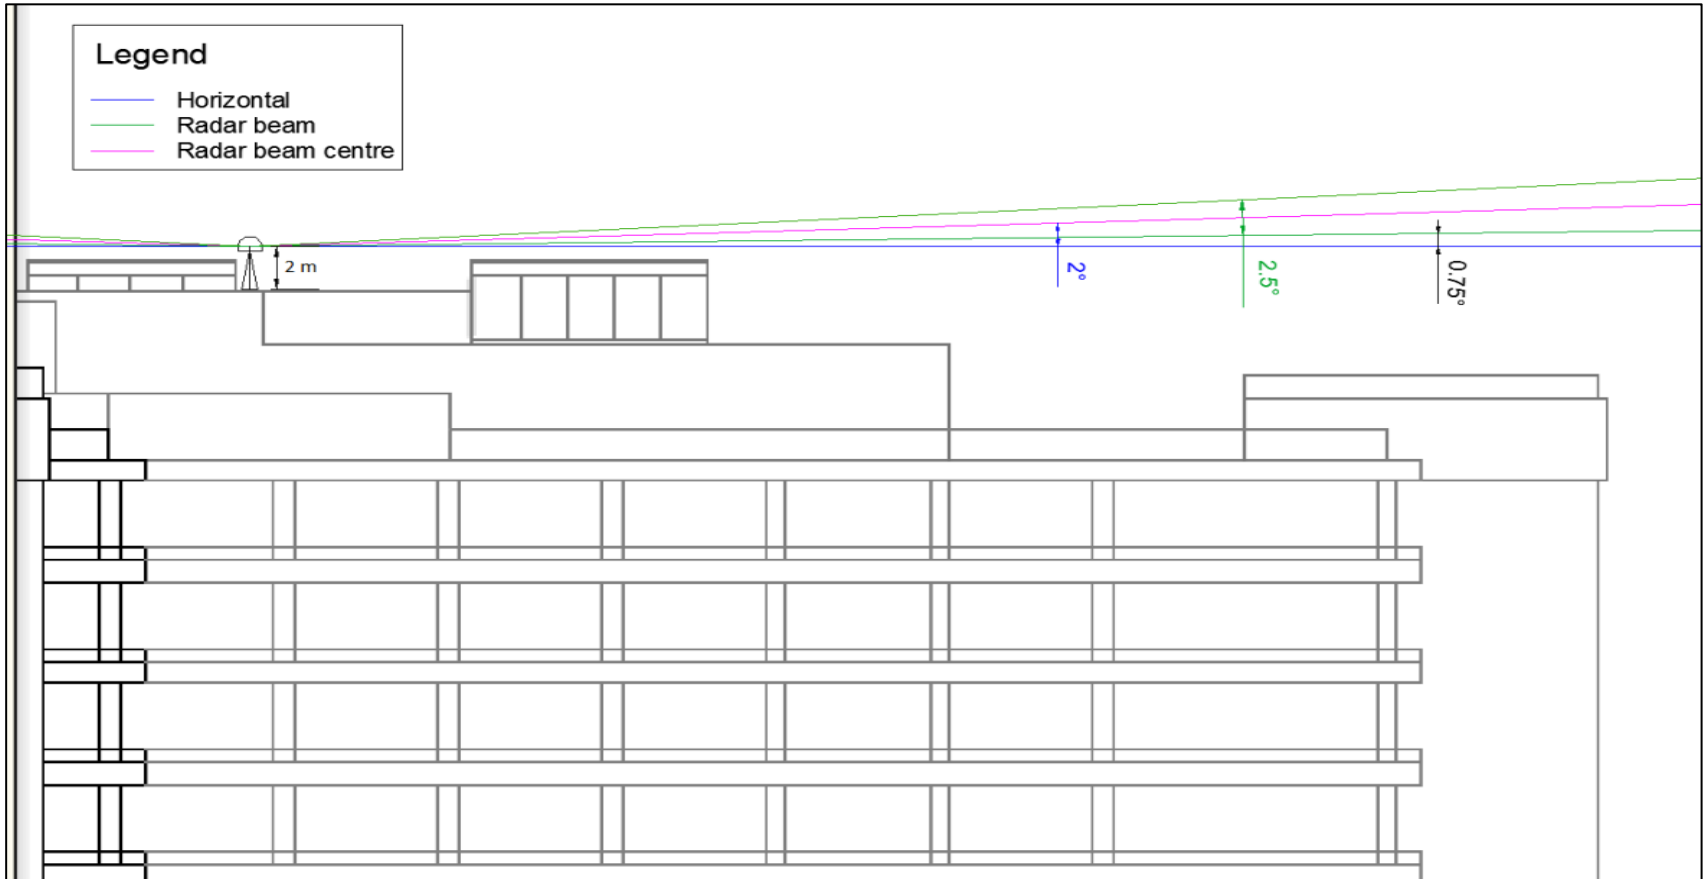 Legend
Horizontal
Radar beam
Radar beam centre
2 m
2°
2.5°
0.75°